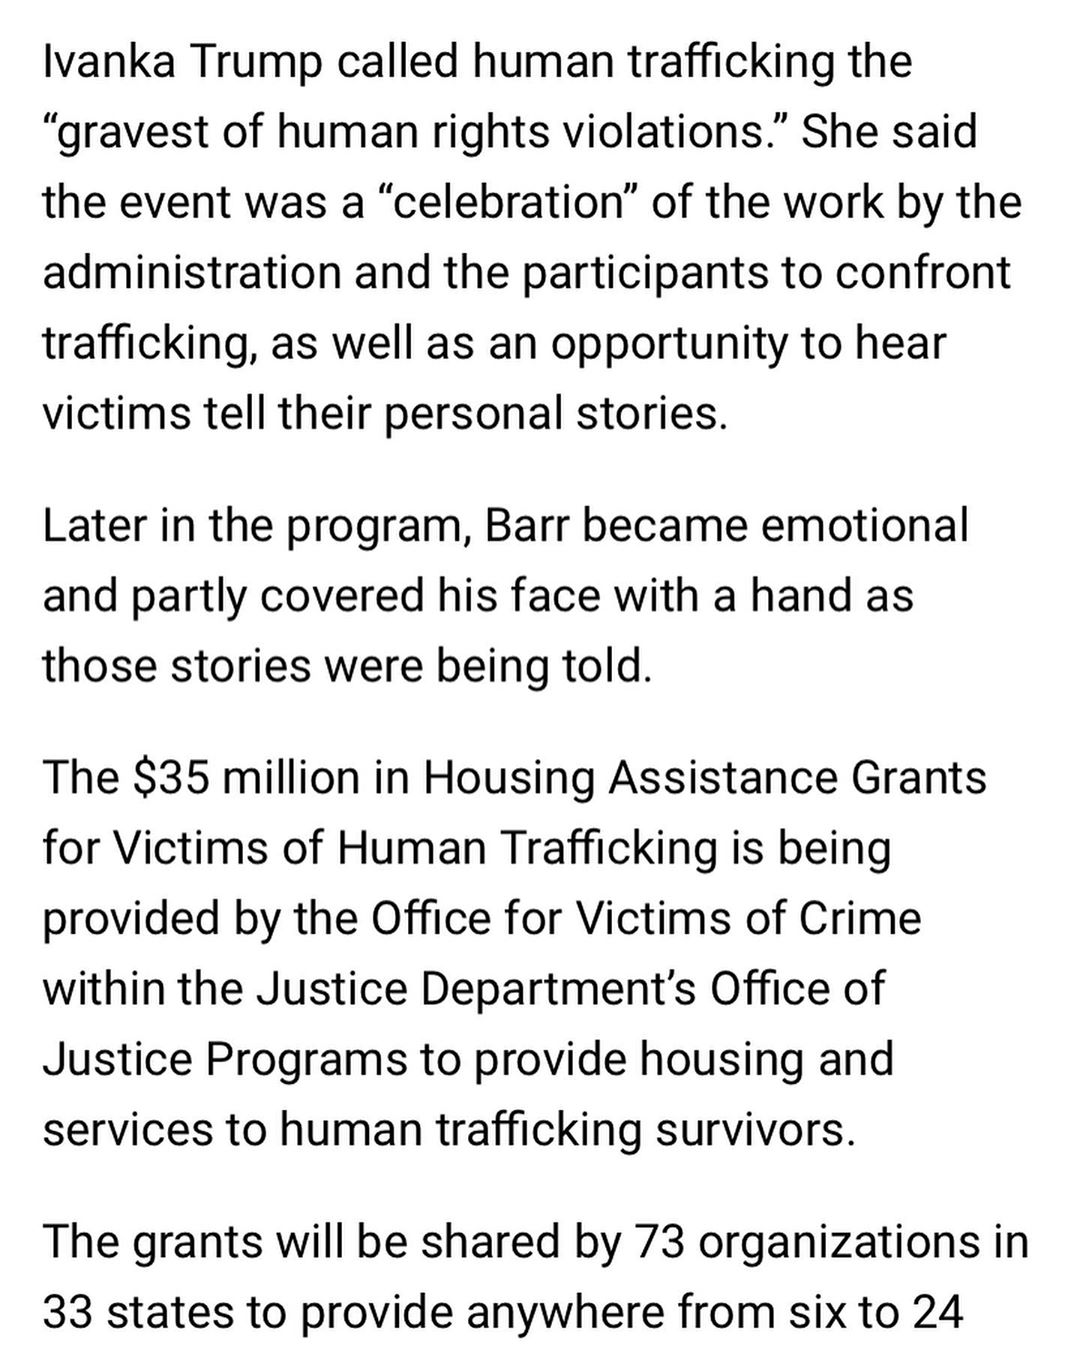 Ivanka Trump called human trafficking the
“gravest of human rights violations.” She said
the event was a “celebration” of the work by the
administration and the participants to confront
trafficking, as well as an opportunity to hear
victims tell their personal stories.
Later in the program, Barr became emotional
and partly covered his face with a hand as
those stories were being told.
The $35 million in Housing Assistance Grants
for Victims of Human Trafficking is being
provided by the Office for Victims of Crime
within the Justice Department’s Office of
Justice Programs to provide housing and
services to human trafficking survivors.
The grants will be shared by 73 organizations in
33 states to provide anywhere from six to 24